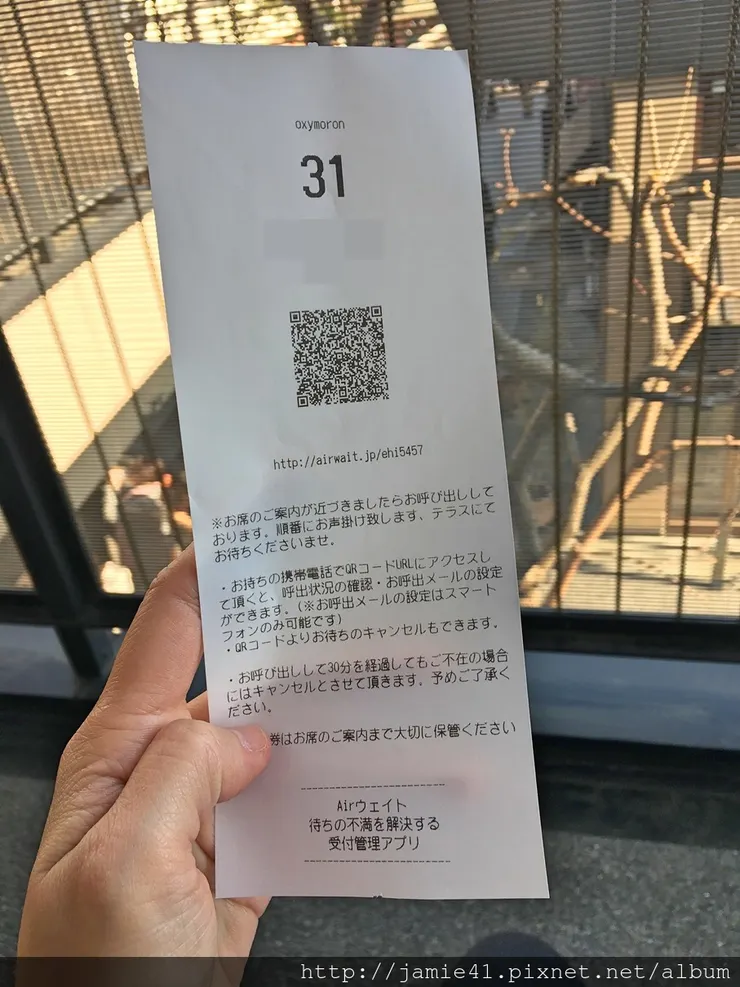 oxymoron
31
http://airwait.jp/ehi5457
※お席のご案内が近づきましたらお呼び出しして
おります。順番にお声掛け致します、テラスにて
お待ちくださいませ。
・お持ちの携帯電話でQRコードURLにアクセスし
て頂くと、呼出状況の確認・お呼出メールの設定
ができます。(※お呼出メールの設定はスマート
フォンのみ可能です)
・QRコードよりお待ちのキャンセルもできます。
・お呼び出しして30分を経過してもご不在の場合
にはキャンセルとさせて頂きます。予めご了承く
ださい。
券はお席のご案内まで大切に保管ください
Airウェイト
待ちの不満を解決する
受付管理アプリ
http://jamie41.pixnet.net/album